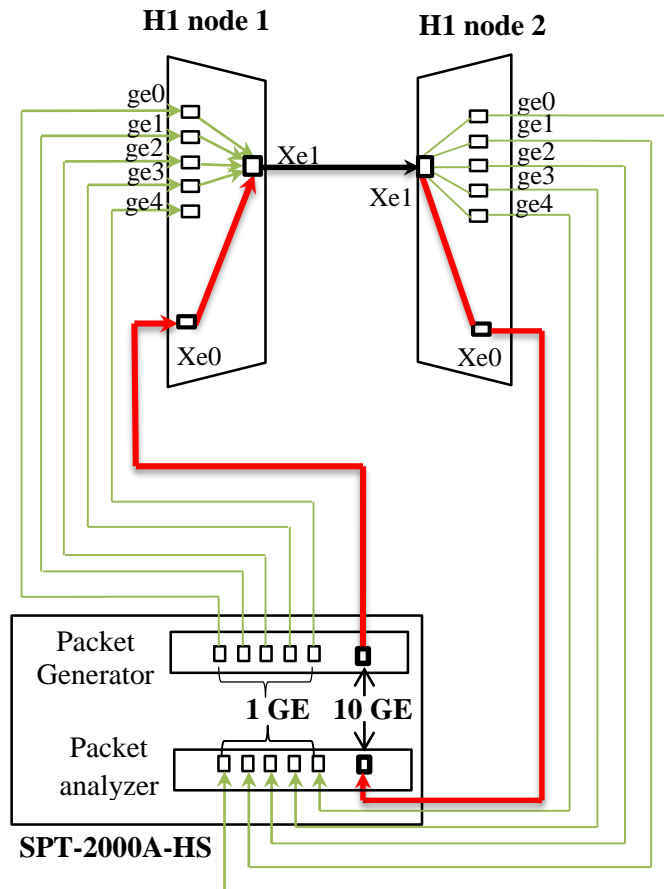 H1 node 1
H1 node 2
ge0
ge1
ge2
ge3
ge4
Xe1
Xe0
ge0
ge1
ge2
ge3
ge4
Xe1
Xe0
Packet
Generator
1 GE
10 GE
Packet
analyzer
SPT-2000A-HS